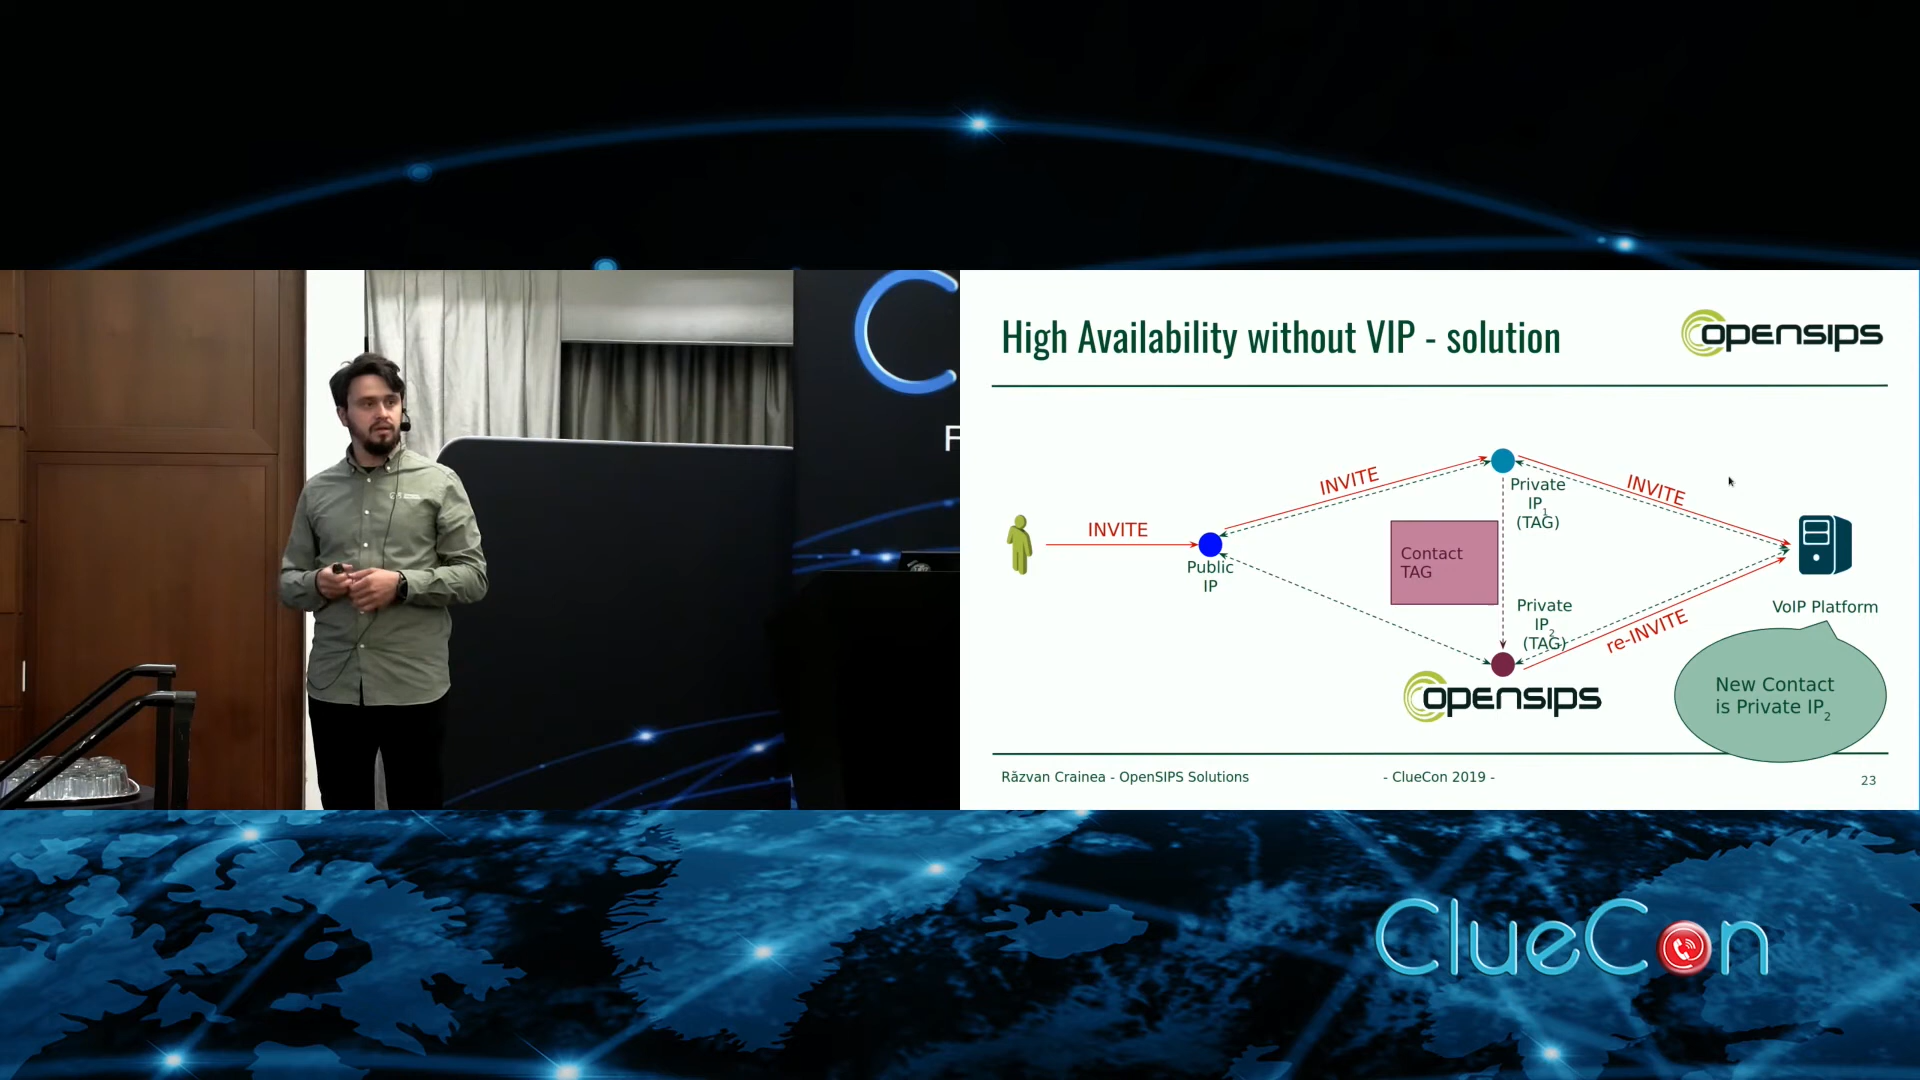 High Availability without VIP - solution
opensips
INVITE
INVITE
INVITE
Public
IP
Private
IP1
(TAG)
Contact
TAG
Private
IP2
(TAG)
re-INVITE
VoIP Platform
New Contact
is Private IP2
opensips
Răzvan Crainea - OpenSIPS Solutions
- ClueCon 2019 -
23
ClueCon